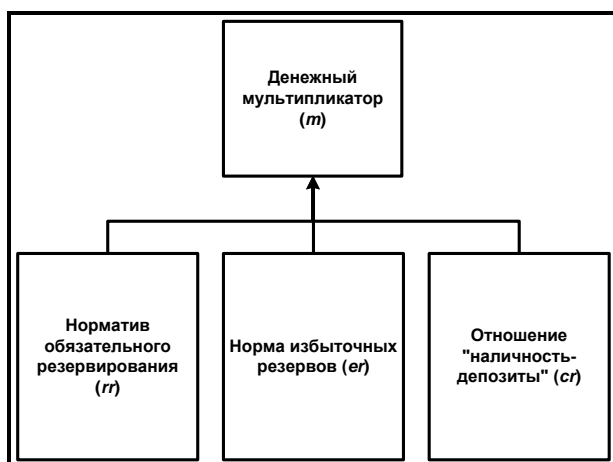 Денежный
мультипликатор
(m)
Норматив
обязательного
резервирования
(rr)
Норма избыточных
резервов (er)
Отношение
"наличность-
депозиты" (cr)